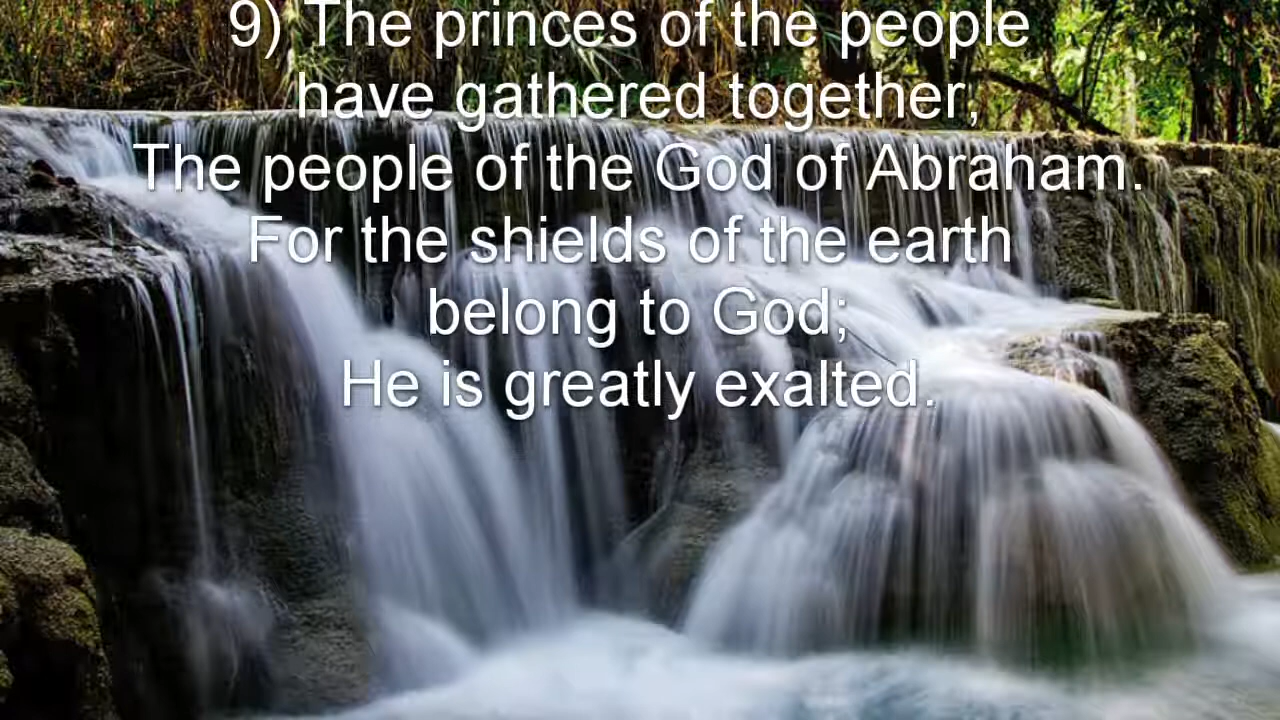 9) The princes of the people
have gathered together,
The people of the God of Abraham.
For the shields of the earth
belong to God;
He is greatly exalted.